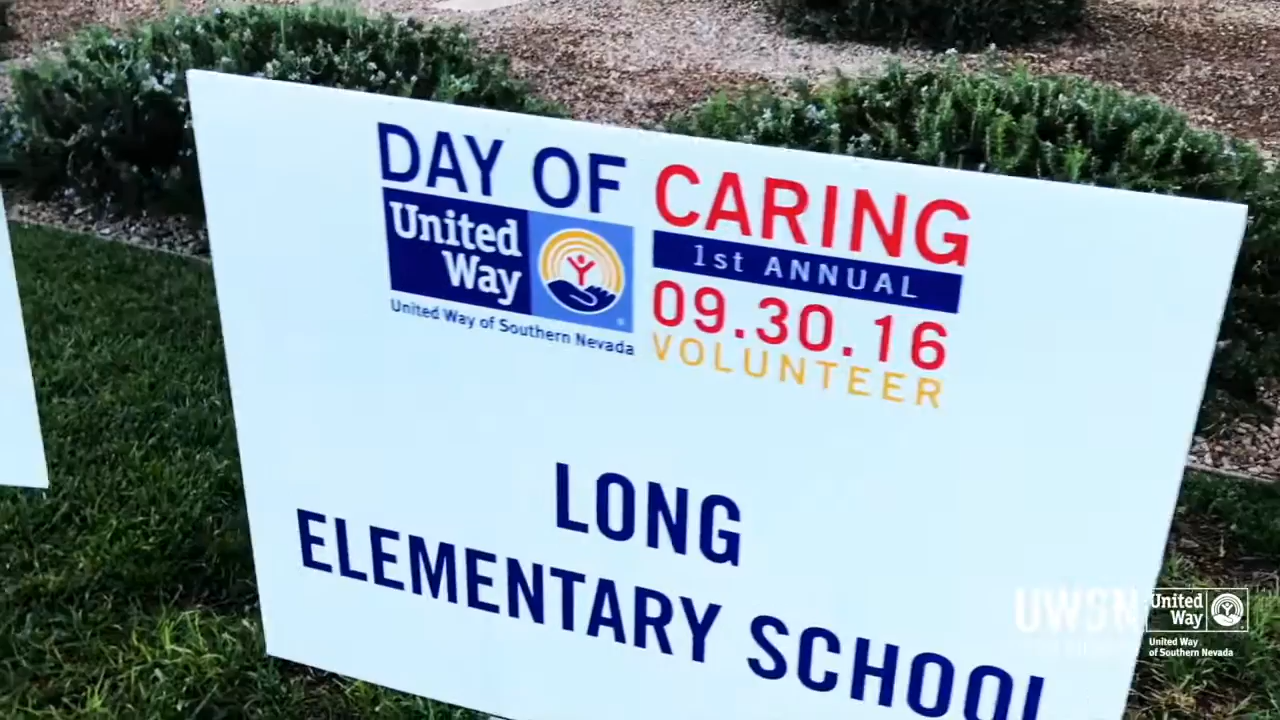 DAY OF CARING
United Way
1st ANNUAL
United Way of Southern Nevada
09.30.16
VOLUNTEER
LONG
ELEMENTARY SCHOOL
UWSN
United
Way
United Way
of Southern Nevada